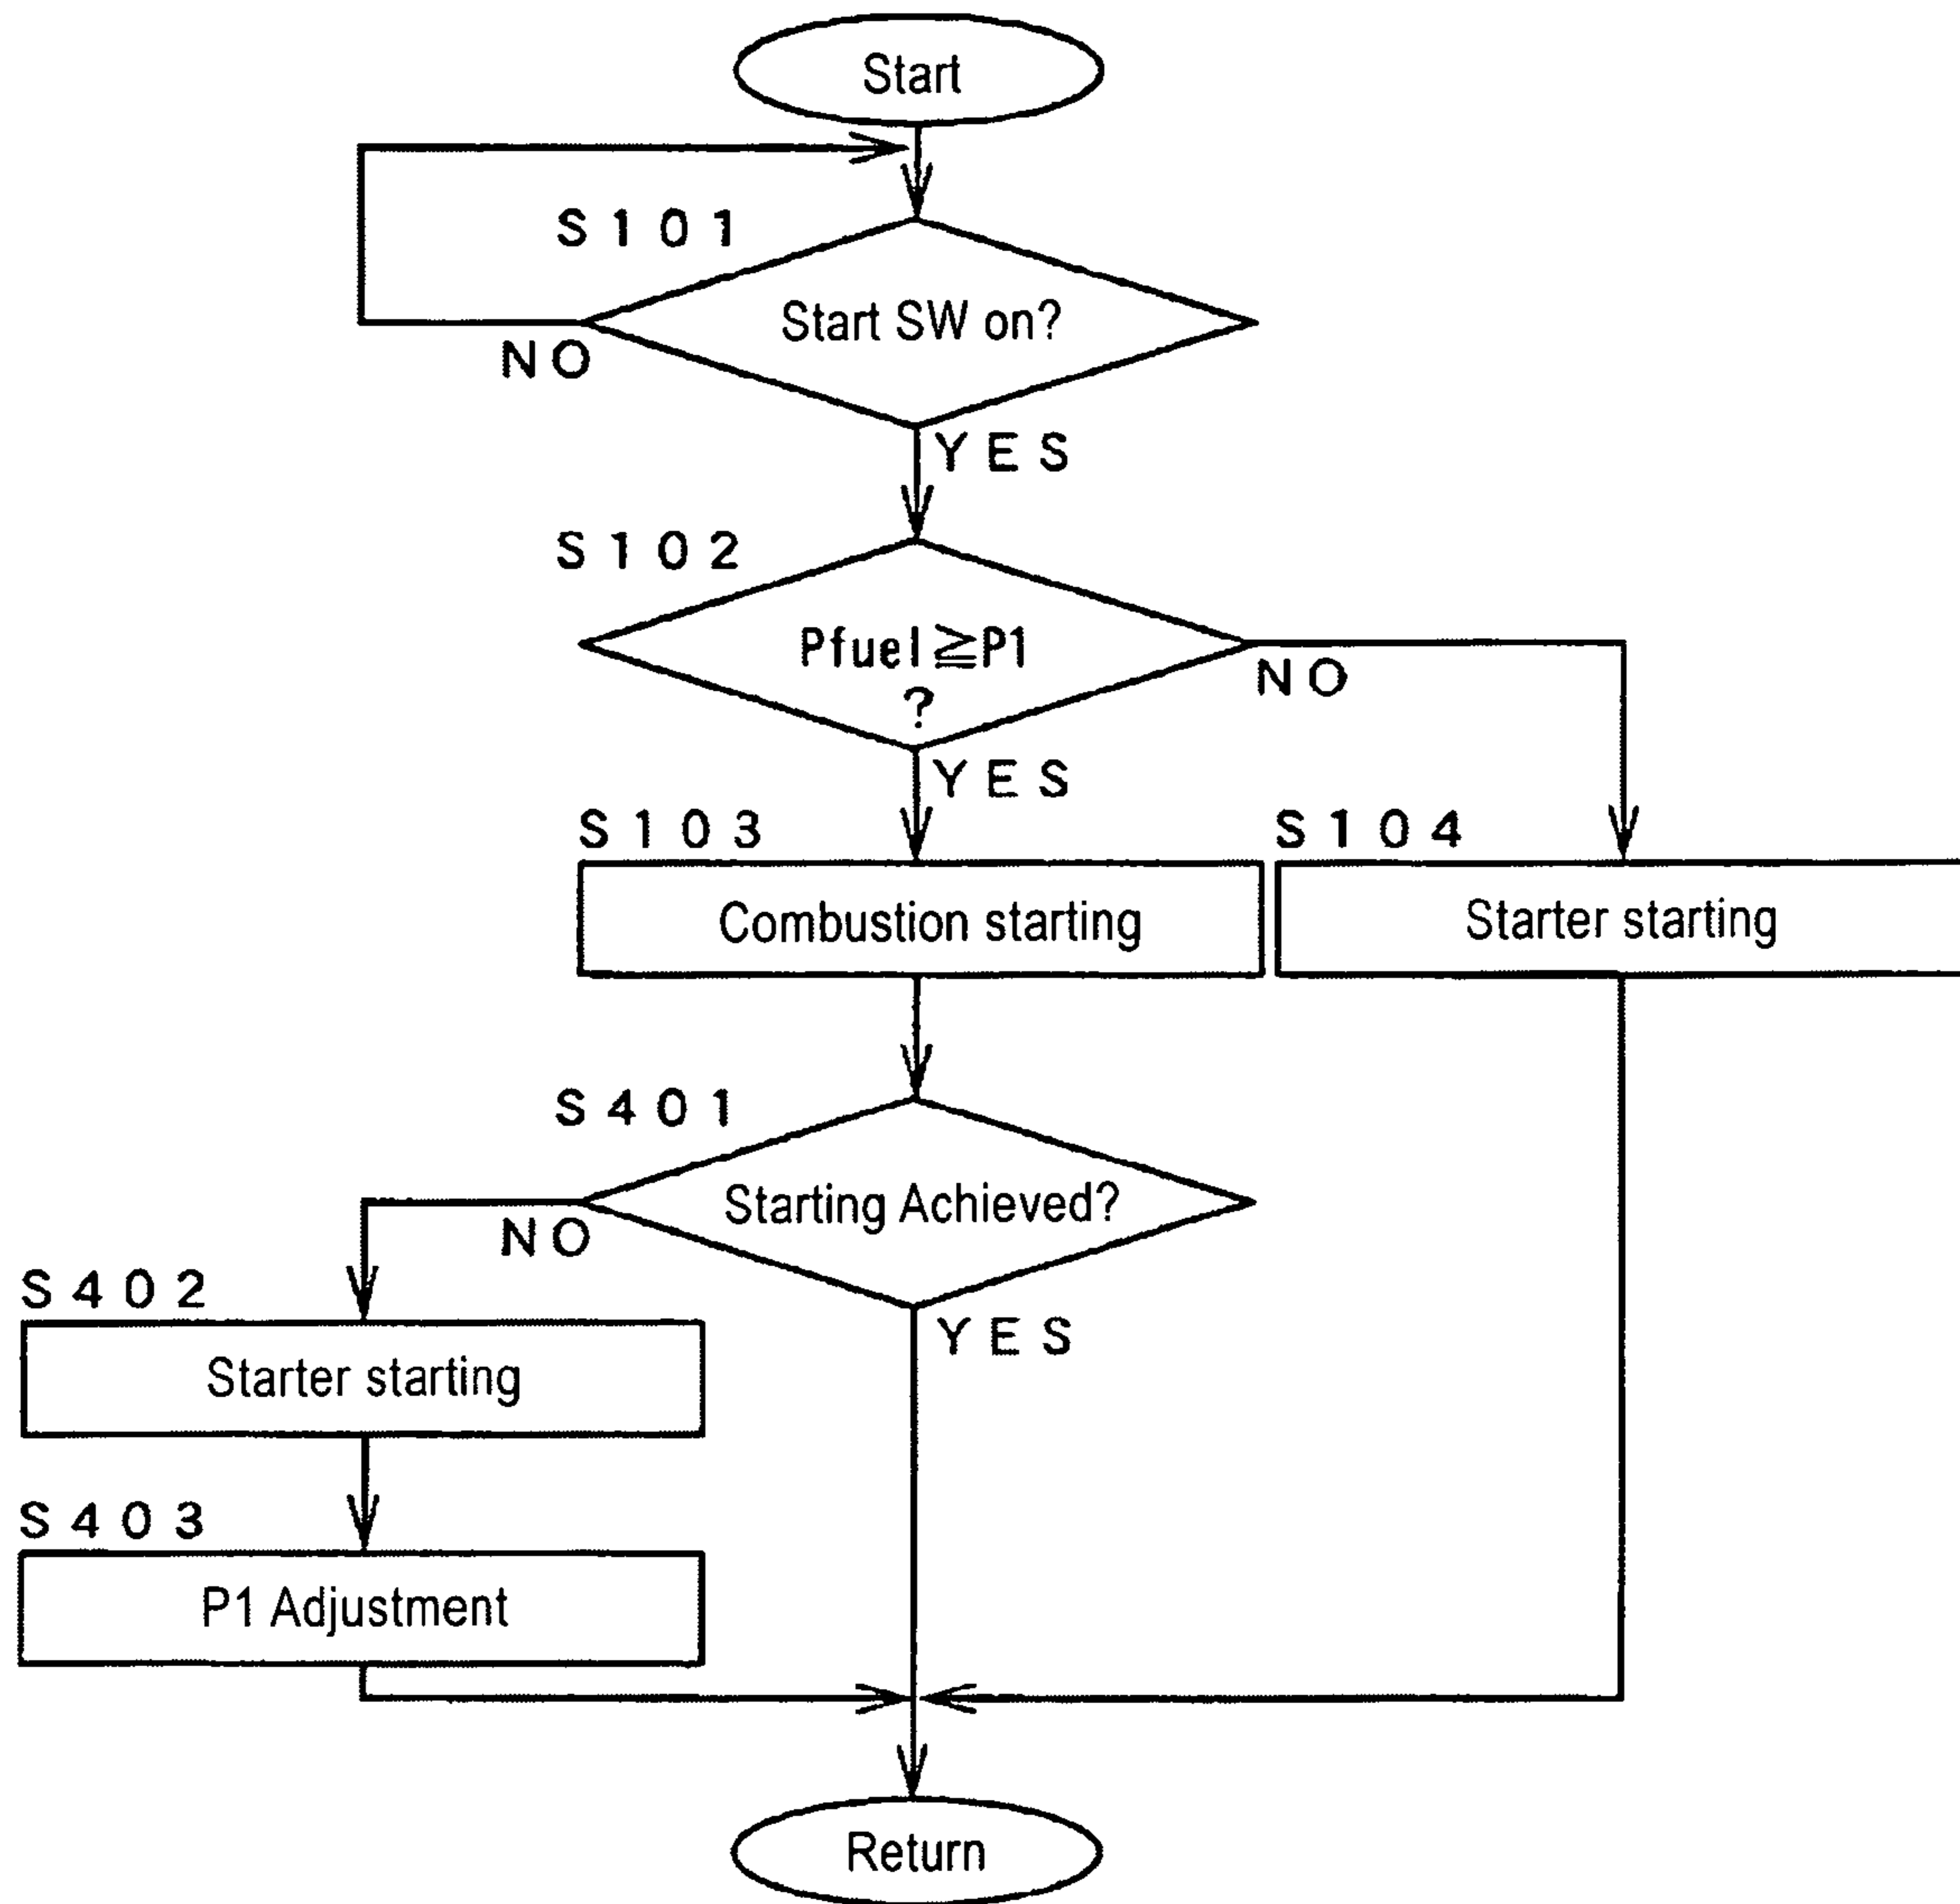 Start
S101
Start SW on?
NO
YES
S102
Pfuel≧P1
?
NO
YES
S103
S104
Combustion starting
Starter starting
S401
Starting Achieved?
NO
YES
S402
Starter starting
S403
P1 Adjustment
Return